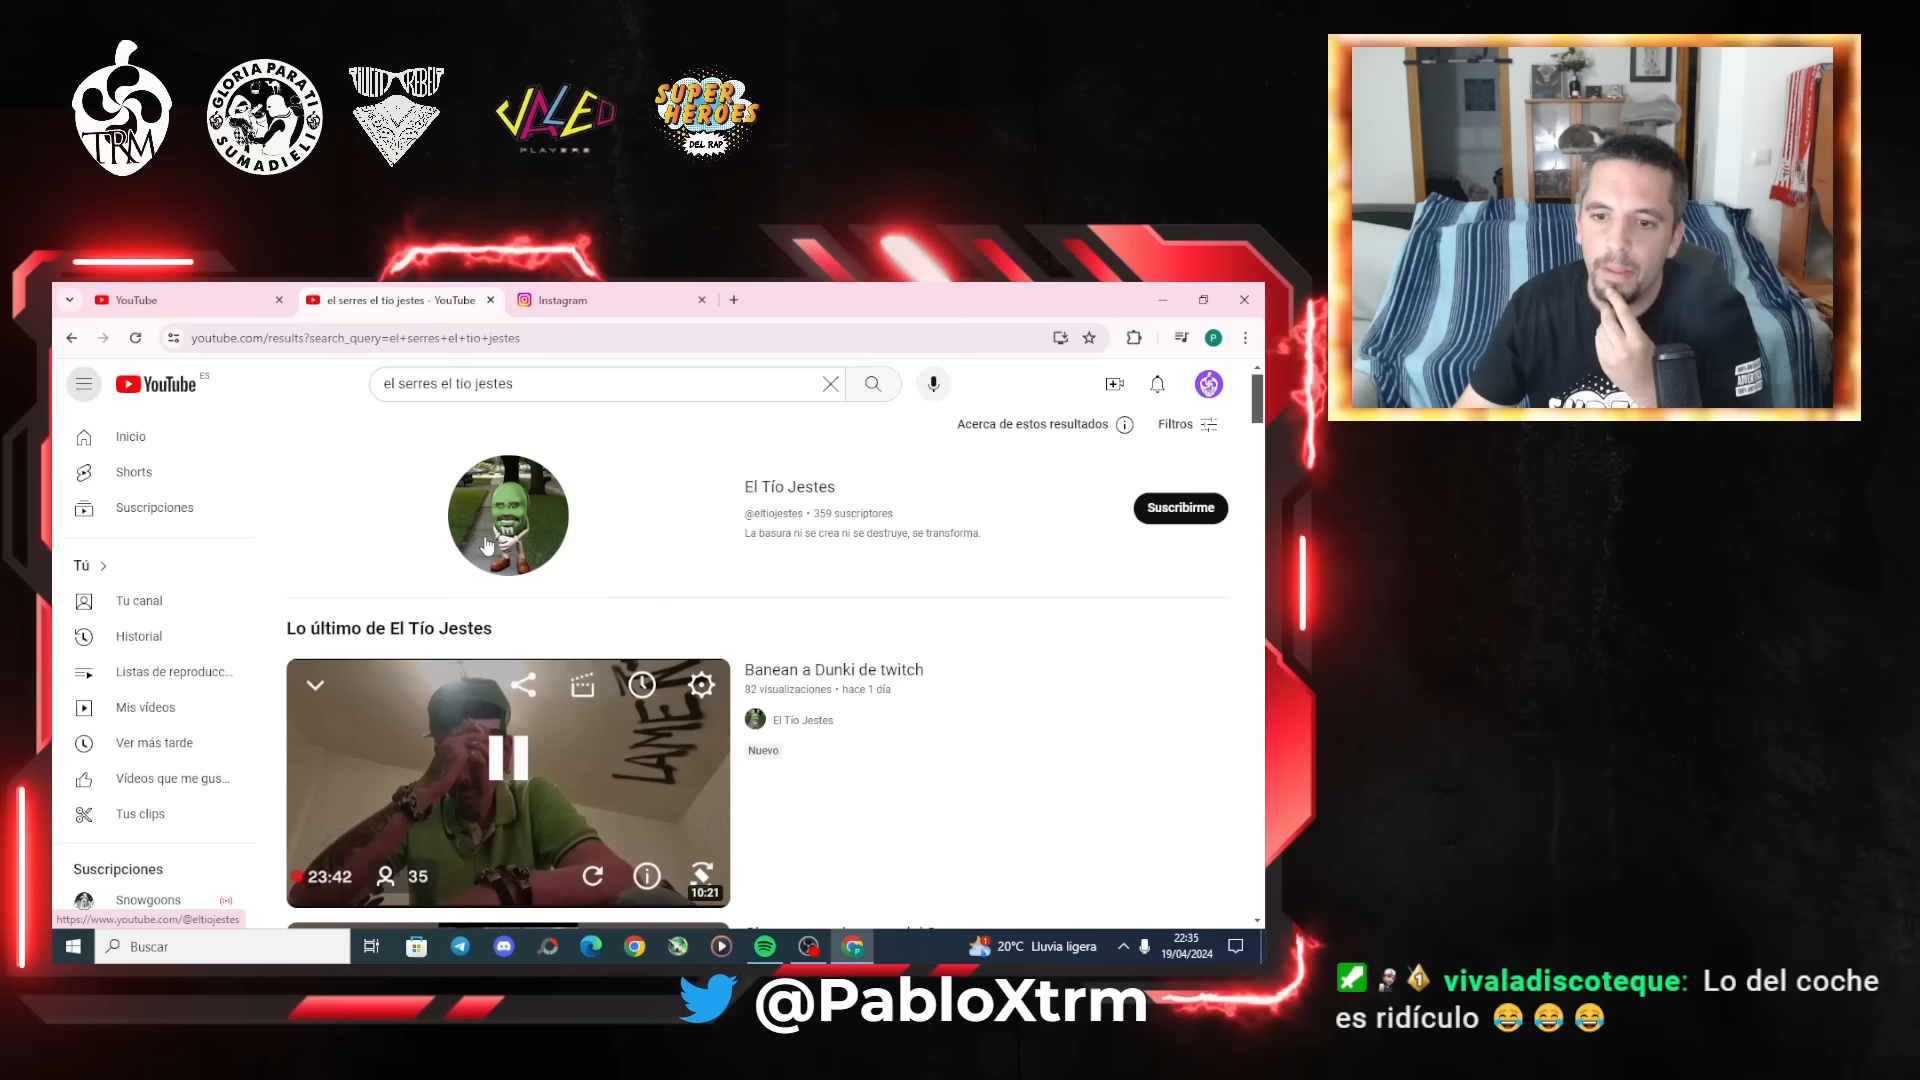 TRM
GLORIA PARATI
SUMADIELI
VALED
PLAYERS
SUPER
HEROES
DEL RAP
YouTube
el serres el tio jestes - YouTube
Instagram
youtube.com/results?search_query=el+serres+el+tio+jestes
YouTube ES
el serres el tio jestes
Acerca de estos resultados
Filtros
Inicio
Shorts
Suscripciones
Tú
Tu canal
Historial
Listas de reproducc...
Mis vídeos
Ver más tarde
Vídeos que me gus...
Tus clips
Suscripciones
Snowgoons
https://www.youtube.com/@eltiojestes
El Tío Jestes
@eltiojestes • 359 suscriptores
La basura ni se crea ni se destruye, se transforma.
Suscribirme
Lo último de El Tío Jestes
23:42
35
10:21
Banean a Dunki de twitch
82 visualizaciones • hace 1 día
El Tío Jestes
Nuevo
Buscar
20°C Lluvia ligera
22:35
19/04/2024
@PabloXtrm
vivaladiscoteque: Lo del coche
es ridículo 😂 😂 😂